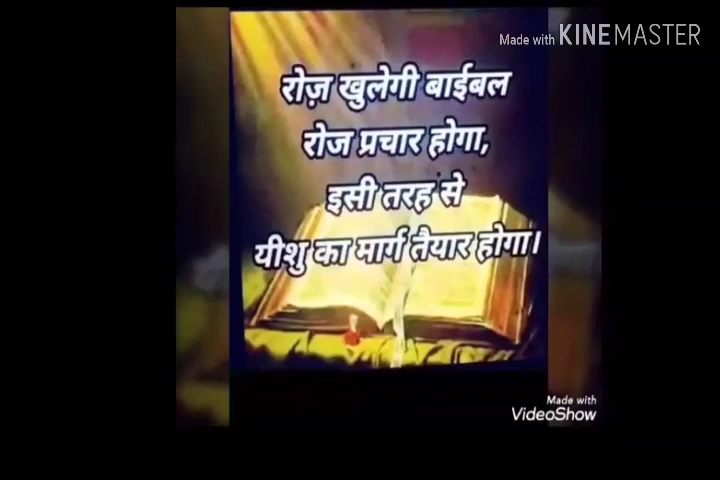 Made with KINEMASTER
रोज़ खुलेगी बाईबल
रोज प्रचार होगा,
इसी तरह से
यीशु का मार्ग तैयार होगा।
Made with
VideoShow